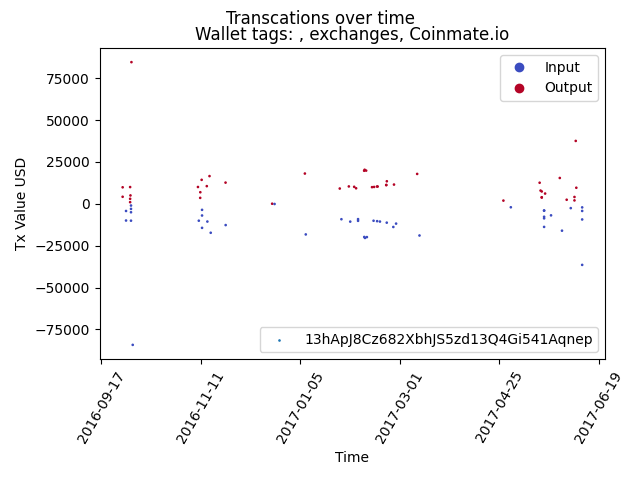 Transcations over time
Wallet tags: , exchanges, Coinmate.io
Input
Output
75000
50000
25000
0
−25000
−50000
−75000
Tx Value USD
13hApJ8Cz682XbhJS5zd13Q4Gi541Aqnep
2016-09-17
2016-11-11
2017-01-05
2017-03-01
2017-04-25
2017-06-19
Time